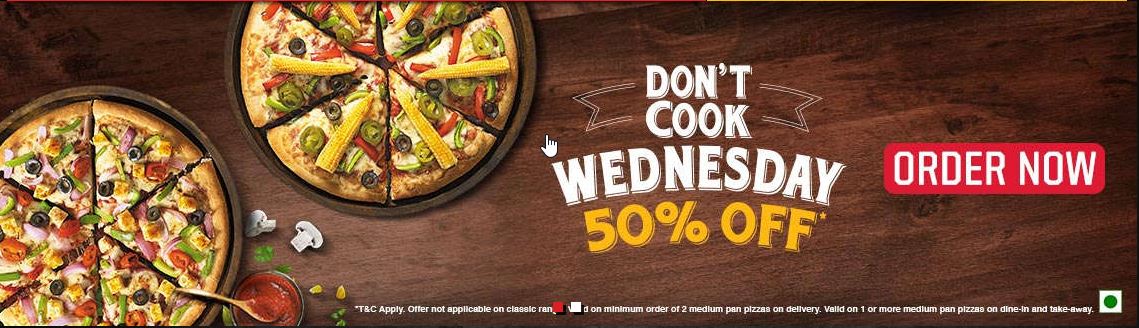 DON'T
COOK
WEDNESDAY
50% OFF*
ORDER NOW
*T&C Apply. Offer not applicable on classic d on minimum order of 2 medium pan pizzas on delivery. Valid on 1 or more medium pan pizzas on dine-in and take-away.